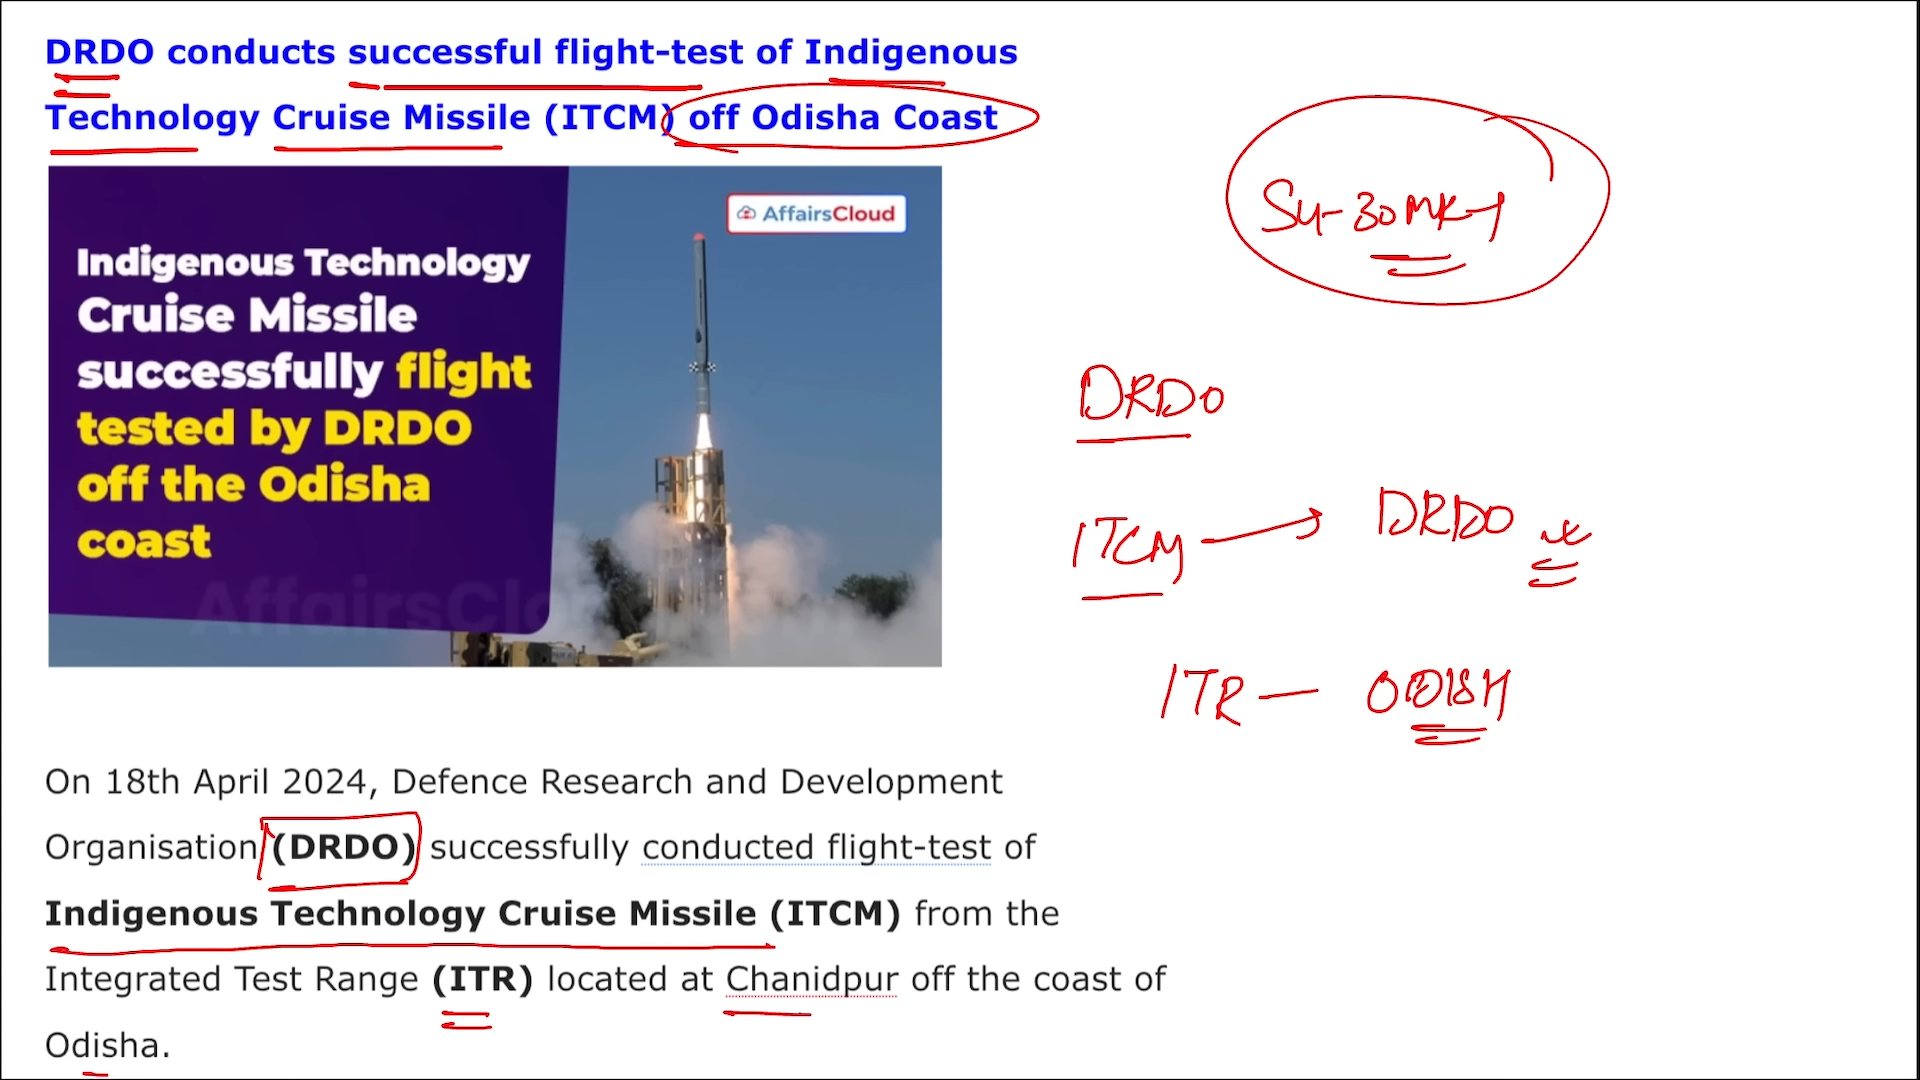 DRDO conducts successful flight-test of Indigenous
Technology Cruise Missile (ITCM) off Odisha Coast
AffairsCloud
Indigenous Technology
Cruise Missile
successfully flight
tested by DRDO
off the Odisha
coast
AffairsClo
Su-30MK-I
DRDO
ITCM → DRDO
ITR — ODISH
On 18th April 2024, Defence Research and Development
Organisation (DRDO) successfully conducted flight-test of
Indigenous Technology Cruise Missile (ITCM) from the
Integrated Test Range (ITR) located at Chanidpur off the coast of
Odisha.